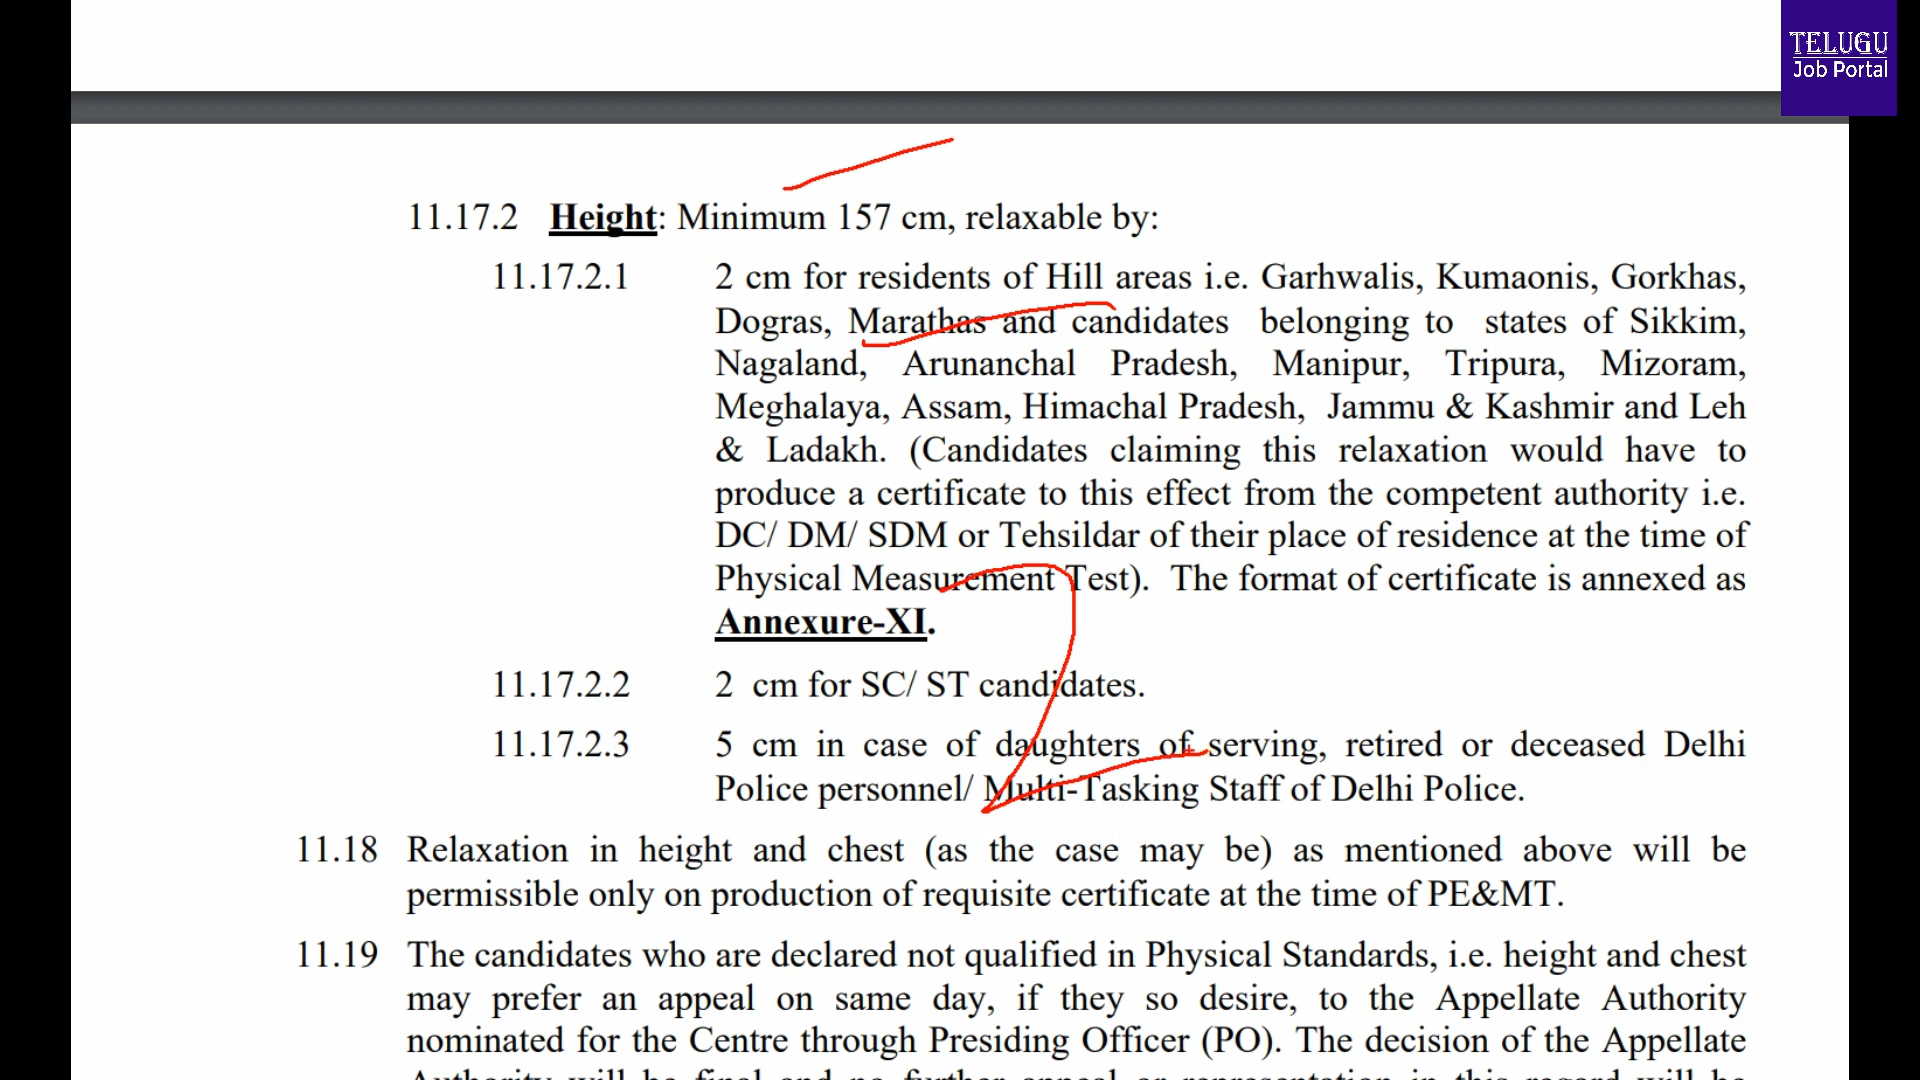 TELUGU
Job Portal
11.17.2 Height: Minimum 157 cm, relaxable by:
11.17.2.1 2 cm for residents of Hill areas i.e. Garhwalis, Kumaonis, Gorkhas,
Dogras, Marathas and candidates belonging to states of Sikkim,
Nagaland, Arunanchal Pradesh, Manipur, Tripura, Mizoram,
Meghalaya, Assam, Himachal Pradesh, Jammu & Kashmir and Leh
& Ladakh. (Candidates claiming this relaxation would have to
produce a certificate to this effect from the competent authority i.e.
DC/ DM/ SDM or Tehsildar of their place of residence at the time of
Physical Measurement Test). The format of certificate is annexed as
Annexure-XI.
11.17.2.2 2 cm for SC/ ST candidates.
11.17.2.3 5 cm in case of daughters of serving, retired or deceased Delhi
Police personnel/ Multi-Tasking Staff of Delhi Police.
11.18 Relaxation in height and chest (as the case may be) as mentioned above will be
permissible only on production of requisite certificate at the time of PE&MT.
11.19 The candidates who are declared not qualified in Physical Standards, i.e. height and chest
may prefer an appeal on same day, if they so desire, to the Appellate Authority
nominated for the Centre through Presiding Officer (PO). The decision of the Appellate